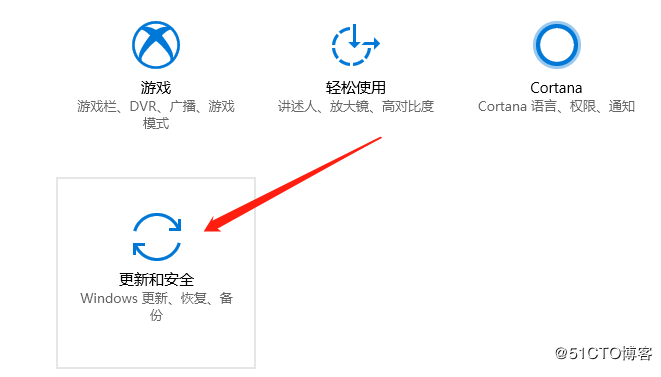 游戏
游戏栏、DVR、广播、游戏
模式
轻松使用
讲述人、放大镜、高对比度
Cortana
Cortana 语言、权限、通知
更新和安全
Windows 更新、恢复、备
份
@51CTO博客